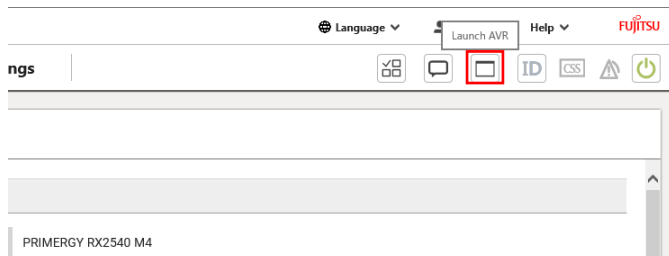 Language Help FUJITSU
Launch AVR
ngs
ID CSS
PRIMERGY RX2540 M4